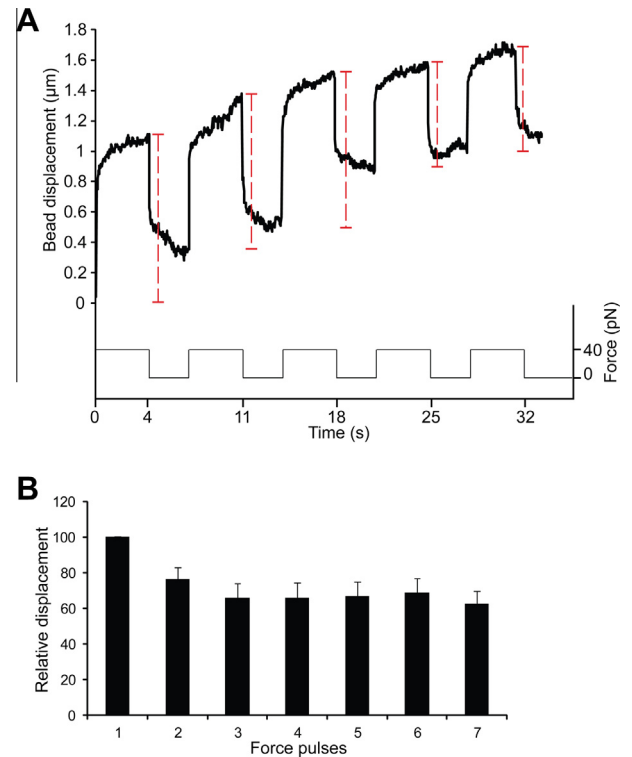 A
Bead displacement (µm)
1.8
1.6
1.4
1.2
1
0.8
0.6
0.4
0.2
0
40
0
Force (pN)
0 4 11 18 25 32
Time (s)
B
Relative displacement
120
100
80
60
40
20
0
1 2 3 4 5 6 7
Force pulses